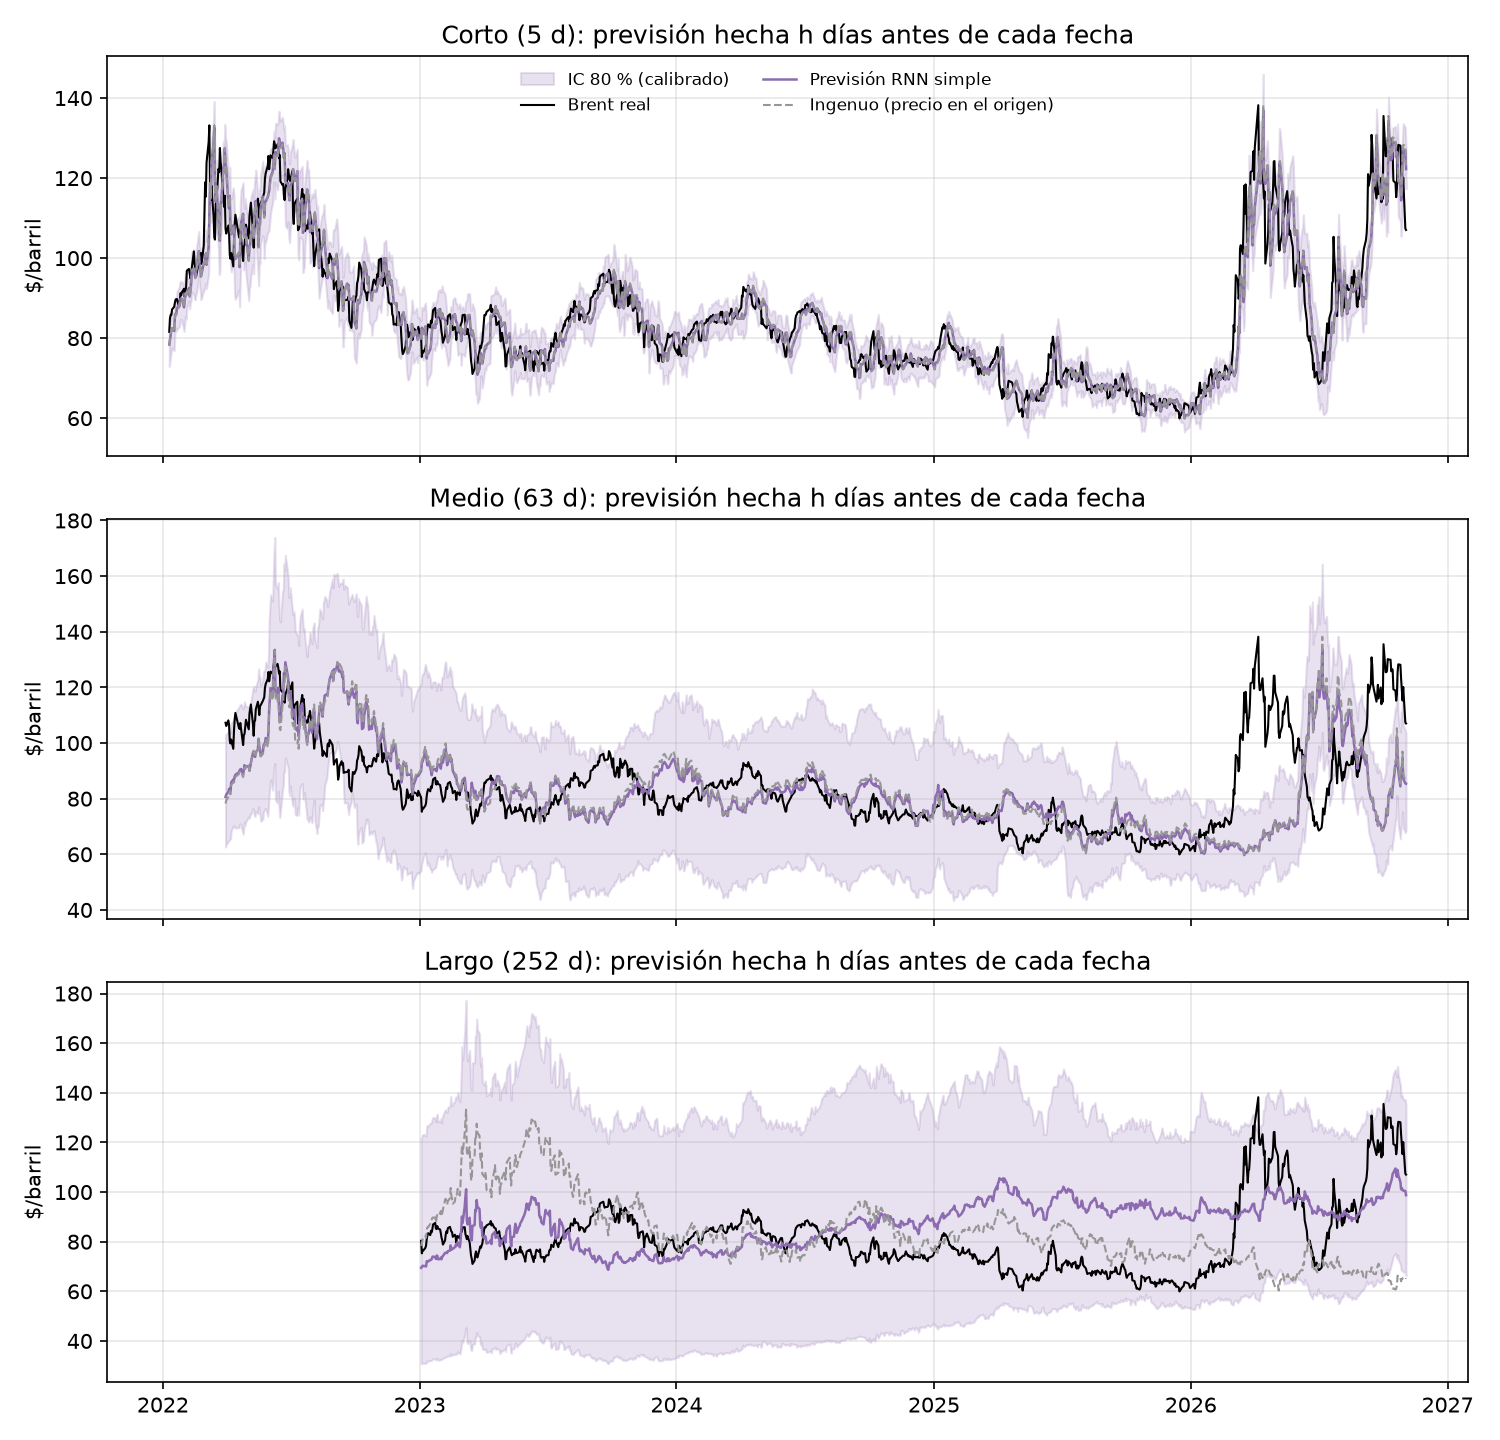 Corto (5 d): previsión hecha h días antes de cada fecha
IC 80 % (calibrado)
Brent real
Previsión RNN simple
Ingenuo (precio en el origen)
$/barril
140
120
100
80
60
Medio (63 d): previsión hecha h días antes de cada fecha
$/barril
180
160
140
120
100
80
60
40
Largo (252 d): previsión hecha h días antes de cada fecha
$/barril
180
160
140
120
100
80
60
40
2022 2023 2024 2025 2026 2027